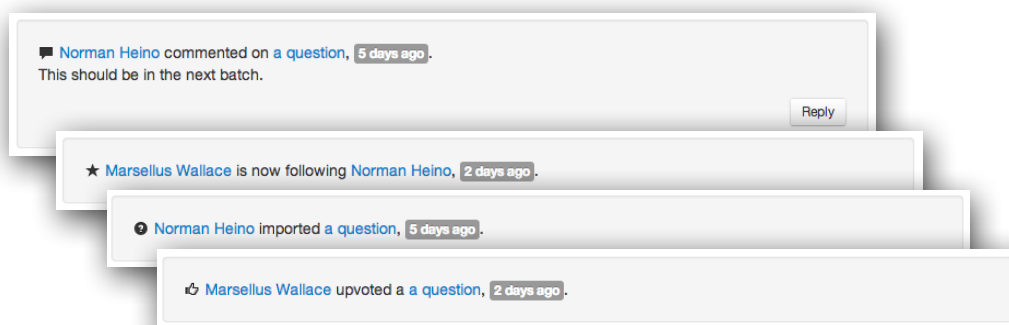 Norman Heino commented on a question, 5 days ago.
This should be in the next batch.
Reply
Marsellus Wallace is now following Norman Heino, 2 days ago.
Norman Heino imported a question, 5 days ago.
Marsellus Wallace upvoted a a question, 2 days ago.